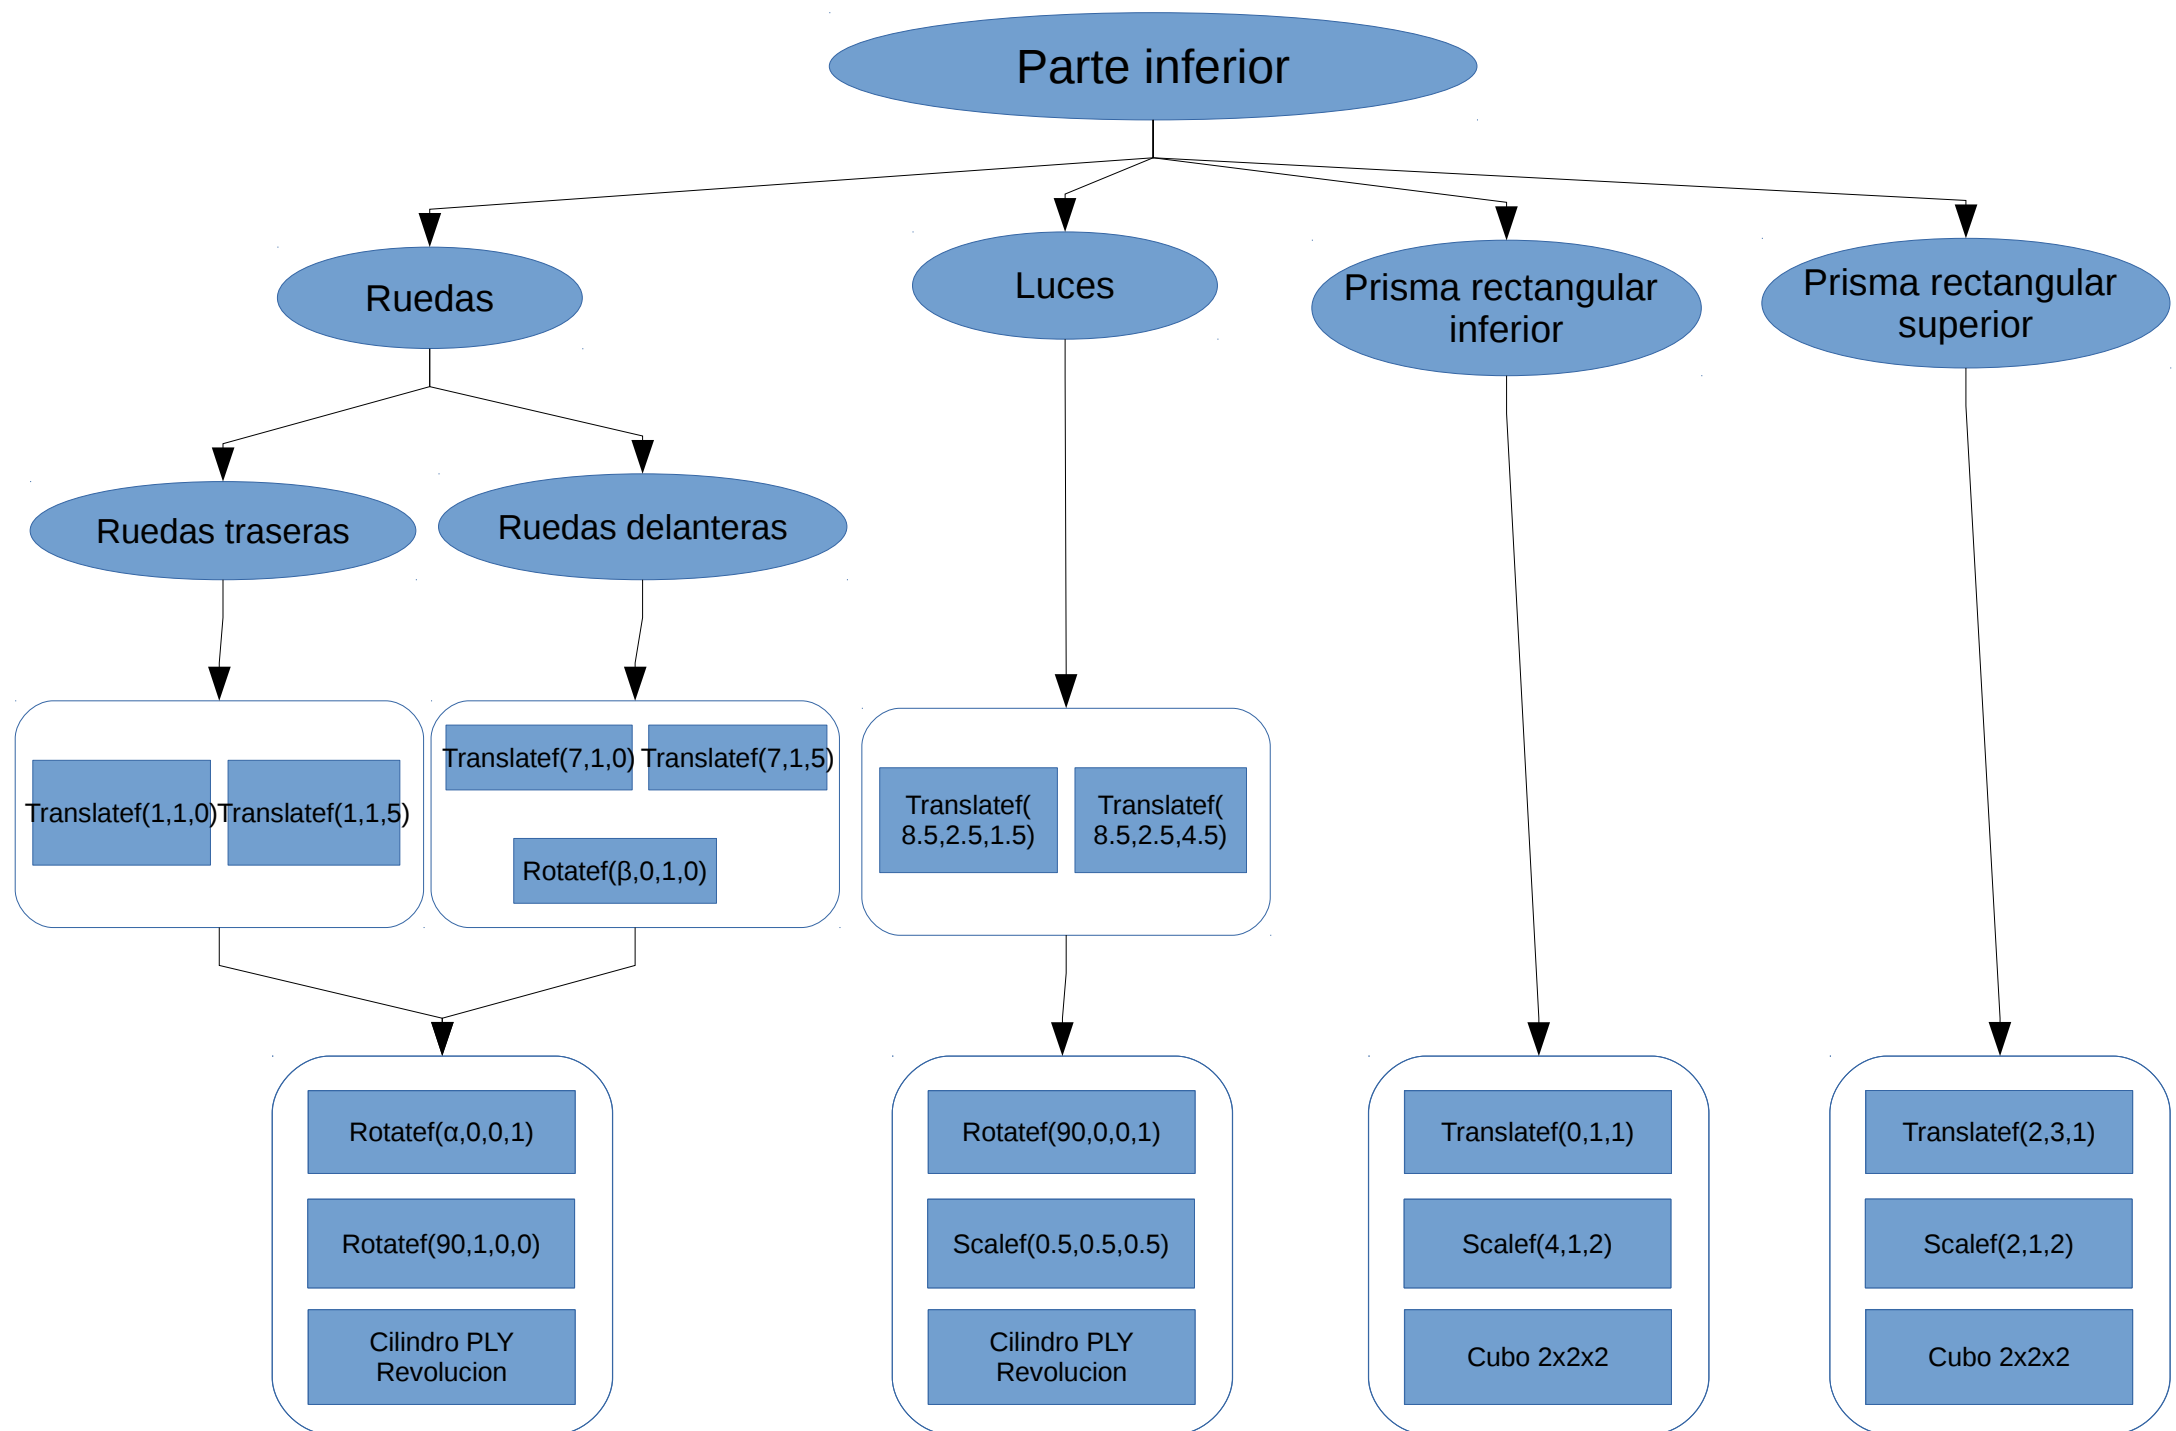 Parte inferior
Ruedas
Luces
Prisma rectangular
inferior
Prisma rectangular
superior
Ruedas traseras
Ruedas delanteras
Translatef(1,1,0)
Translatef(1,1,5)
Translatef(7,1,0)
Translatef(7,1,5)
Rotatef(β,0,1,0)
Translatef(
8.5,2.5,1.5)
Translatef(
8.5,2.5,4.5)
Rotatef(α,0,0,1)
Rotatef(90,1,0,0)
Cilindro PLY
Revolucion
Rotatef(90,0,0,1)
Scalef(0.5,0.5,0.5)
Cilindro PLY
Revolucion
Translatef(0,1,1)
Scalef(4,1,2)
Cubo 2x2x2
Translatef(2,3,1)
Scalef(2,1,2)
Cubo 2x2x2